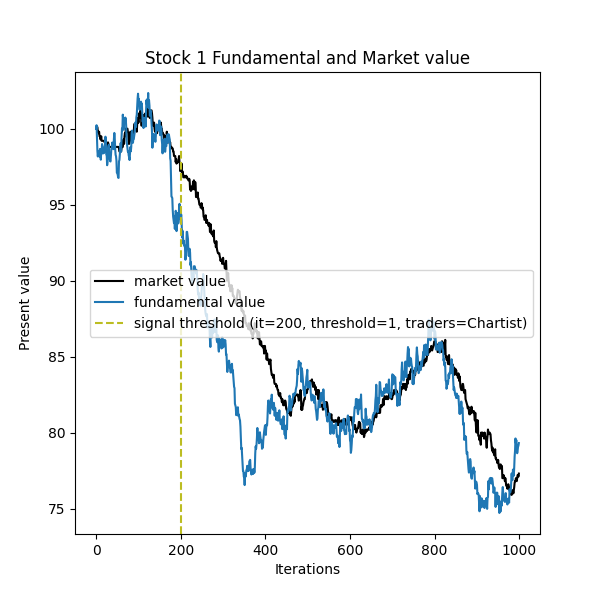 Stock 1 Fundamental and Market value
Present value
100
95
90
85
80
75
market value
fundamental value
signal threshold (it=200, threshold=1, traders=Chartist)
0 200 400 600 800 1000
Iterations